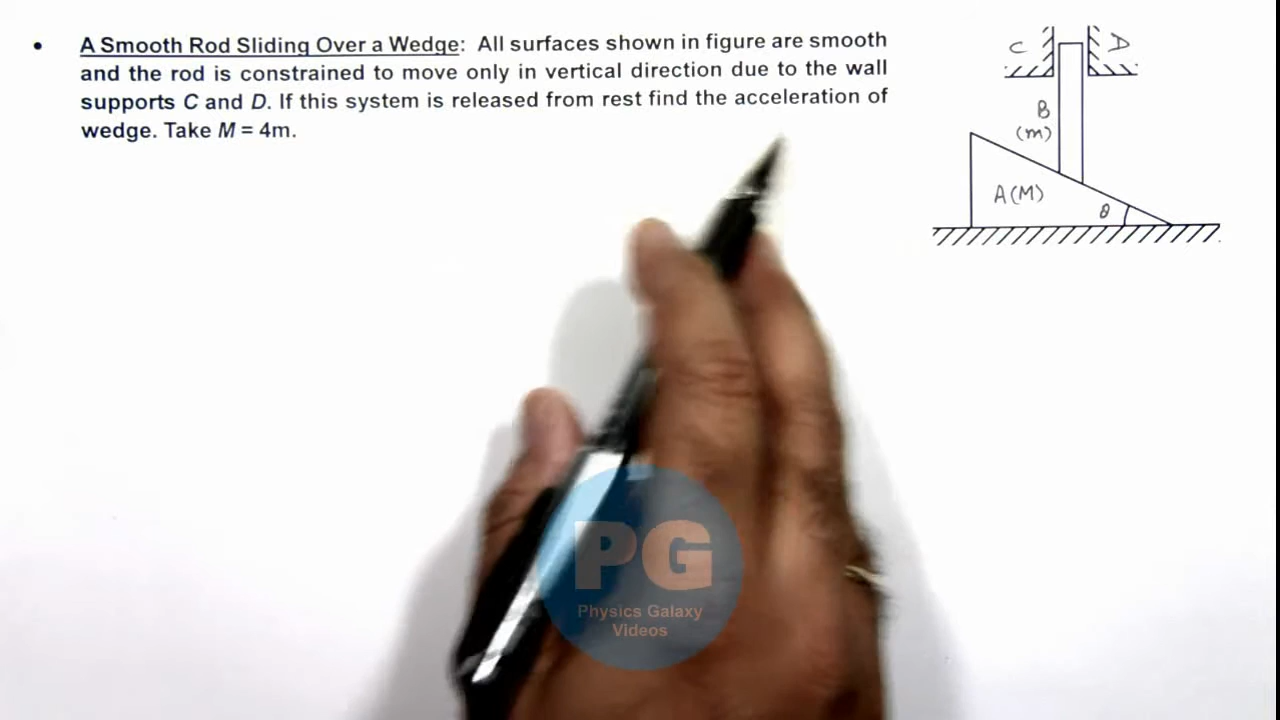 • A Smooth Rod Sliding Over a Wedge: All surfaces shown in figure are smooth
and the rod is constrained to move only in vertical direction due to the wall
supports C and D. If this system is released from rest find the acceleration of
wedge. Take M = 4m.
C
D
B
(m)
A(M)
θ
PG
Physics Galaxy
Videos